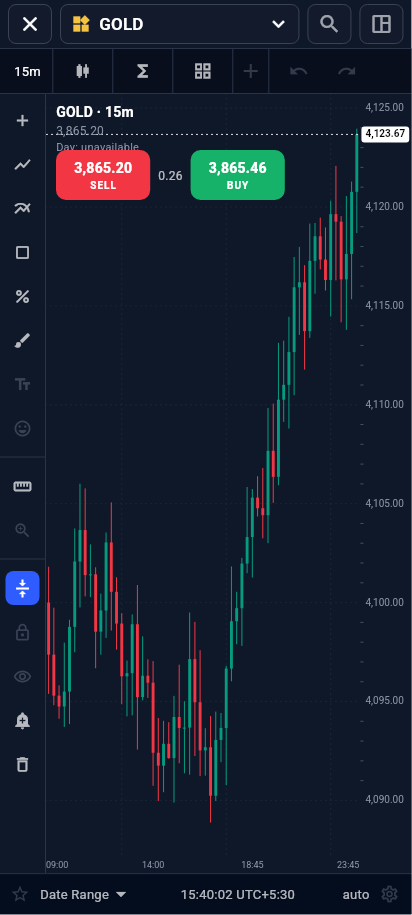 GOLD
15m
Σ
GOLD · 15m
3,865.20
Day: unavailable
3,865.20
SELL
0.26
3,865.46
BUY
4,125.00
4,123.67
4,120.00
4,115.00
4,110.00
4,105.00
4,100.00
4,095.00
4,090.00
%
Tт
09:00 14:00 18:45 23:45
Date Range 15:40:02 UTC+5:30 auto